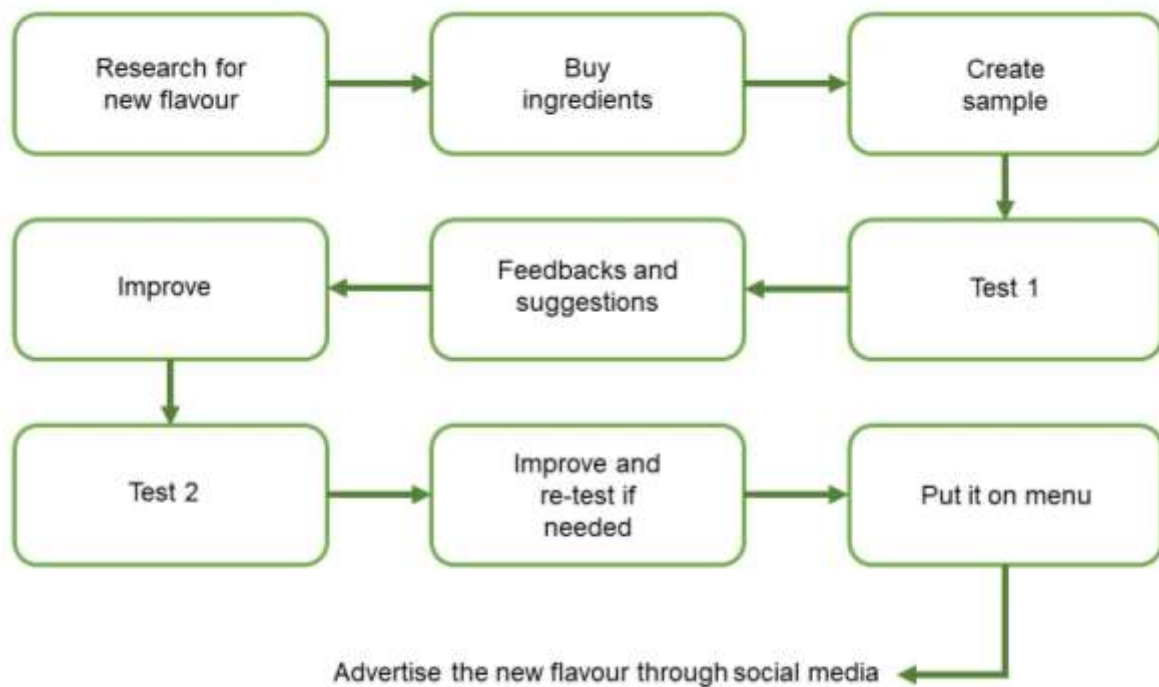 Research for
new flavour
Buy
ingredients
Create
sample
Test 1
Feedbacks and
suggestions
Improve
Test 2
Improve and
re-test if
needed
Put it on menu
Advertise the new flavour through social media